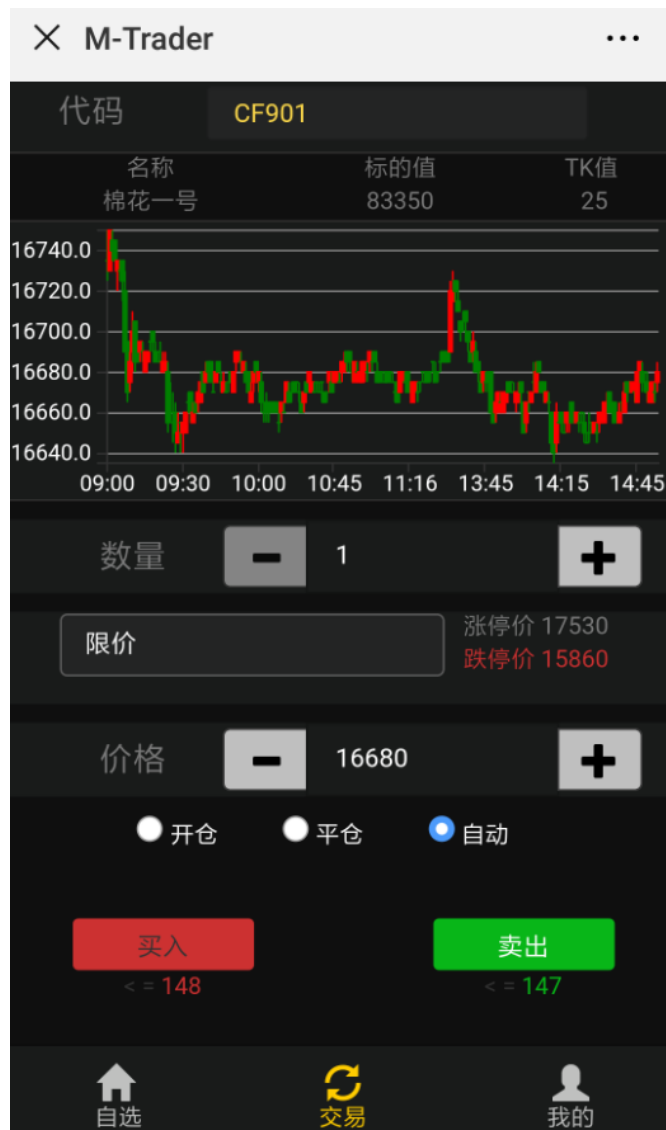 M-Trader
代码 CF901
名称 标的值 TK值
棉花一号 83350 25
16740.0
16720.0
16700.0
16680.0
16660.0
16640.0
09:00 09:30 10:00 10:45 11:16 13:45 14:15 14:45
数量 1
限价
涨停价 17530
跌停价 15860
价格 16680
开仓 平仓 自动
买入 卖出
< = 148 < = 147
自选 交易 我的